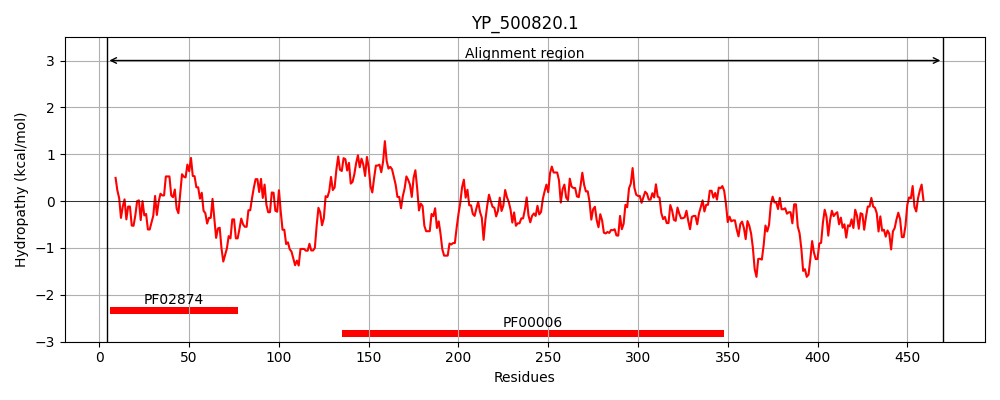 YP_500820.1
Alignment region
Hydropathy (kcal/mol)
3
2
1
0
−1
−2
−3
PF02874
PF00006
0 50 100 150 200 250 300 350 400 450
Residues